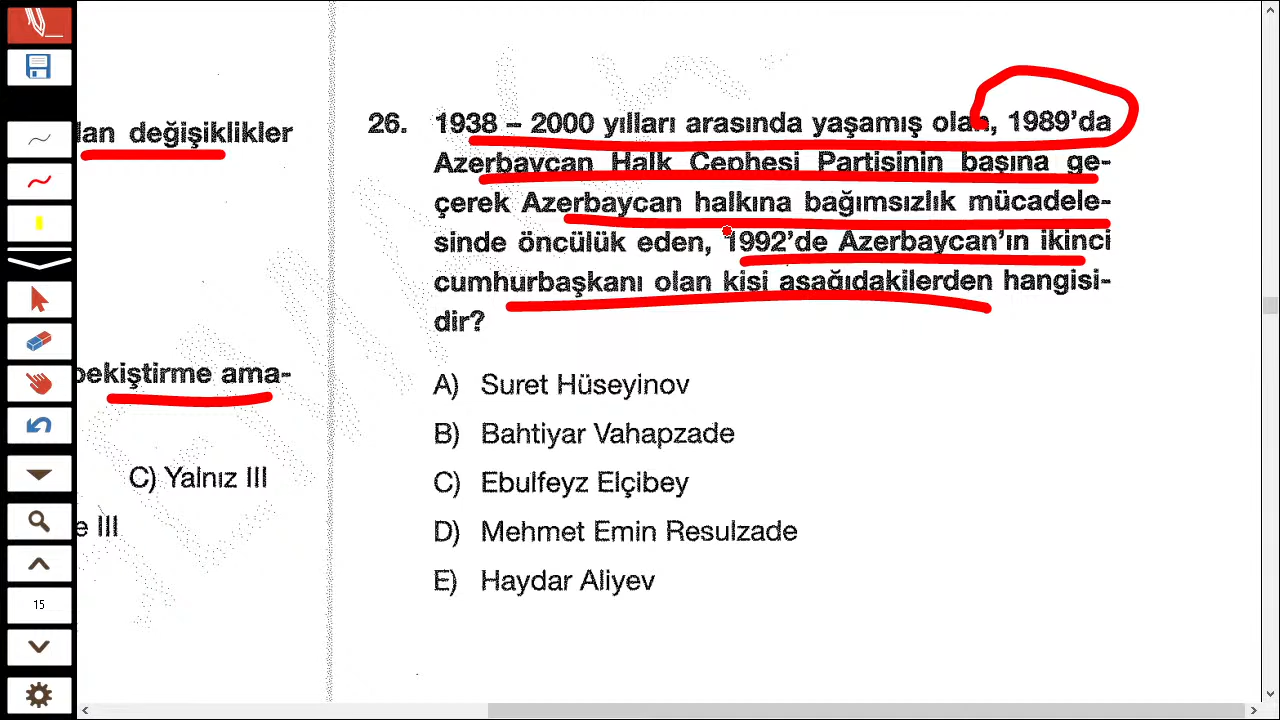 lan değişiklikler
pekiştirme ama-
C) Yalnız III
e III
15
26. 1938 – 2000 yılları arasında yaşamış olan, 1989'da
Azerbaycan Halk Cephesi Partisinin başına ge-
çerek Azerbaycan halkına bağımsızlık mücadele-
sinde öncülük eden, 1992'de Azerbaycan'ın ikinci
cumhurbaşkanı olan kişi aşağıdakilerden hangisi-
dir?
A) Suret Hüseyinov
B) Bahtiyar Vahapzade
C) Ebulfeyz Elçibey
D) Mehmet Emin Resulzade
E) Haydar Aliyev